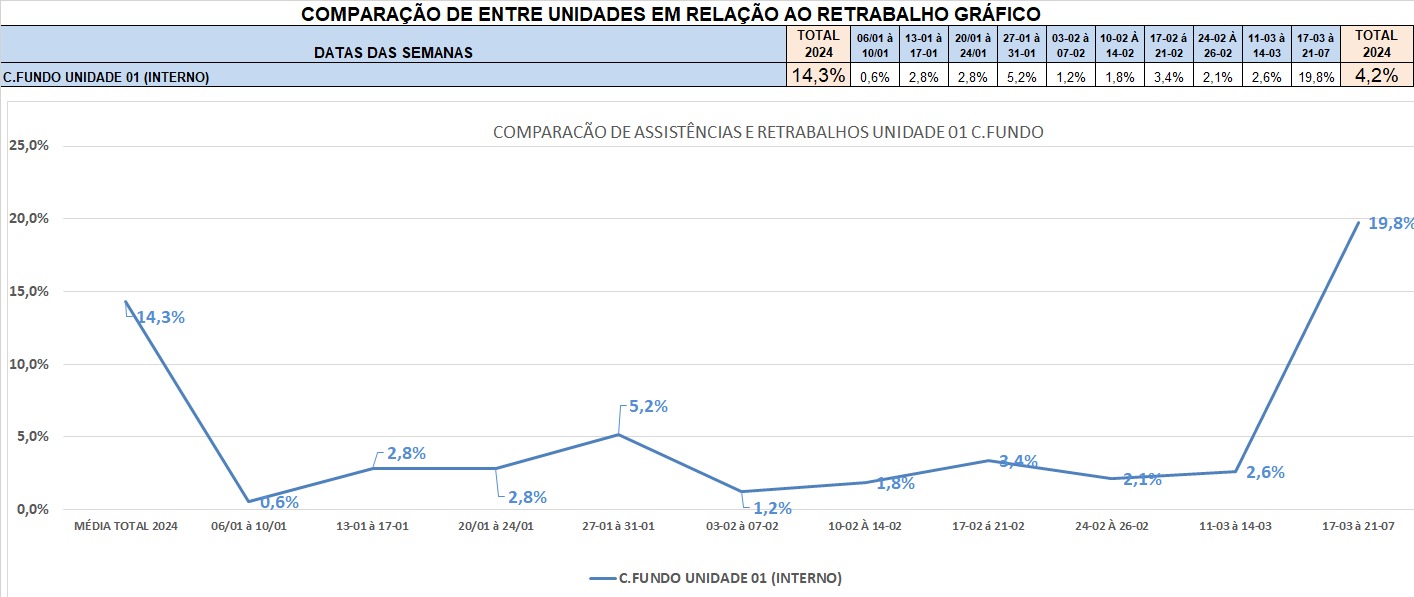 COMPARAÇÃO DE ENTRE UNIDADES EM RELAÇÃO AO RETRABALHO GRÁFICO
DATAS DAS SEMANAS TOTAL 2024 06/01 à 10/01 13-01 à 17-01 20/01 à 24/01 27-01 à 31-01 03-02 à 07-02 10-02 À 14-02 17-02 á 21-02 24-02 À 26-02 11-03 à 14-03 17-03 à 21-07 TOTAL 2024
C.FUNDO UNIDADE 01 (INTERNO) 14,3% 0,6% 2,8% 2,8% 5,2% 1,2% 1,8% 3,4% 2,1% 2,6% 19,8% 4,2%
COMPARACÃO DE ASSISTÊNCIAS E RETRABALHOS UNIDADE 01 C.FUNDO
25,0%
20,0%
19,8%
15,0%
14,3%
10,0%
5,2%
5,0%
2,8%
3,4%
2,6%
2,1%
1,8%
2,8%
0,6%
1,2%
0,0%
MÉDIA TOTAL 2024 06/01 à 10/01 13-01 à 17-01 20/01 à 24/01 27-01 à 31-01 03-02 à 07-02 10-02 À 14-02 17-02 á 21-02 24-02 À 26-02 11-03 à 14-03 17-03 à 21-07
C.FUNDO UNIDADE 01 (INTERNO)